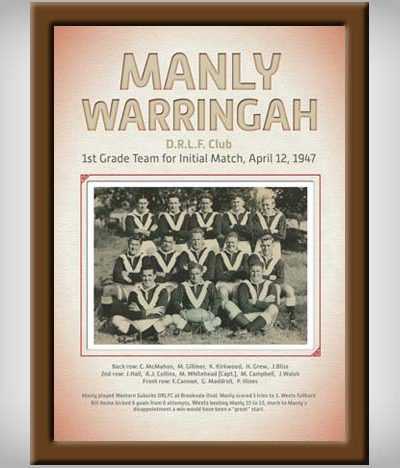 MANLY
WARRINGAH
D.R.L.F. Club
1st Grade Team for Initial Match, April 12, 1947
Back row: C. McMahon, M. Gillmer, R. Kirkwood, H. Grew, J.Bliss
2nd row: J.Hall, A.J. Collins, M. Whitehead [Capt.], M. Campbell, J.Walsh
Front row: E.Cannon, G. Maddrell, P. Hines
Manly played Western Suburbs DRLFC at Brookvale Oval. Manly scored 3 tries to 1. Wests fullback
Bill Keato kicked 6 goals from 6 attempts. Wests beating Manly 15 to 13, much to Manly's
disappointment a win would have been a "great" start.